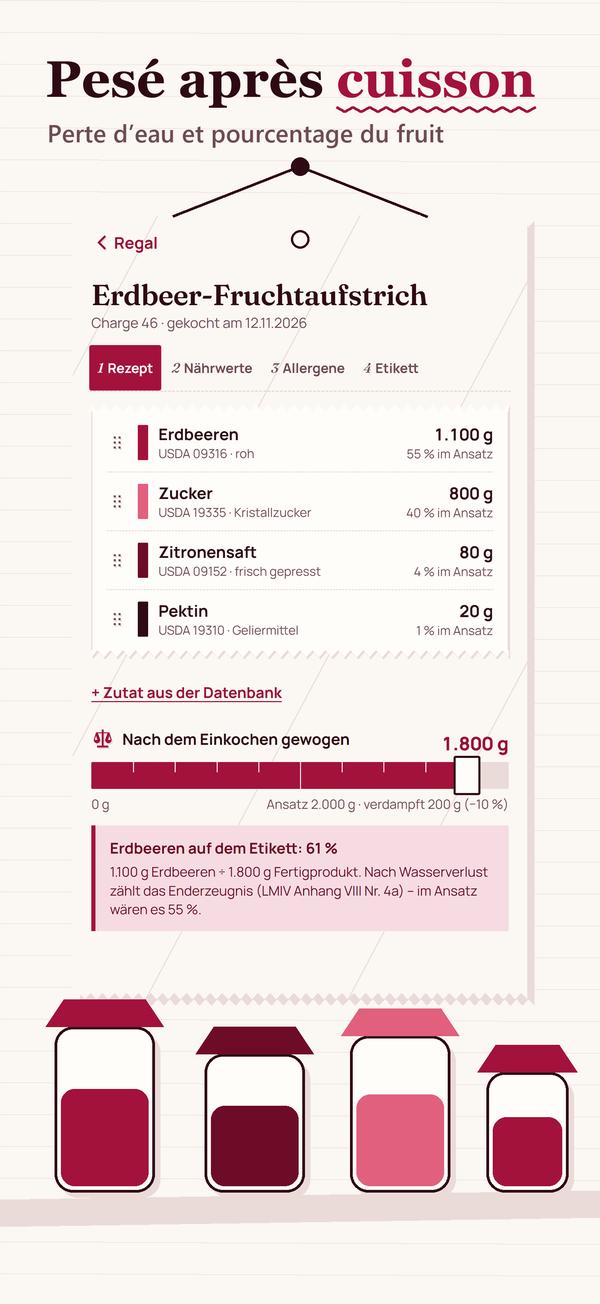 Pesé après cuisson
Perte d’eau et pourcentage du fruit
Regal
Erdbeer-Fruchtaufstrich
Charge 46 · gekocht am 12.11.2026
1 Rezept 2 Nährwerte 3 Allergene 4 Etikett
Erdbeeren 1.100 g
USDA 09316 · roh 55 % im Ansatz
Zucker 800 g
USDA 19335 · Kristallzucker 40 % im Ansatz
Zitronensaft 80 g
USDA 09152 · frisch gepresst 4 % im Ansatz
Pektin 20 g
USDA 19310 · Geliermittel 1 % im Ansatz
+ Zutat aus der Datenbank
Nach dem Einkochen gewogen 1.800 g
0 g Ansatz 2.000 g · verdampft 200 g (−10 %)
Erdbeeren auf dem Etikett: 61 %
1.100 g Erdbeeren ÷ 1.800 g Fertigprodukt. Nach Wasserverlust
zählt das Enderzeugnis (LMIV Anhang VIII Nr. 4a) – im Ansatz
wären es 55 %.